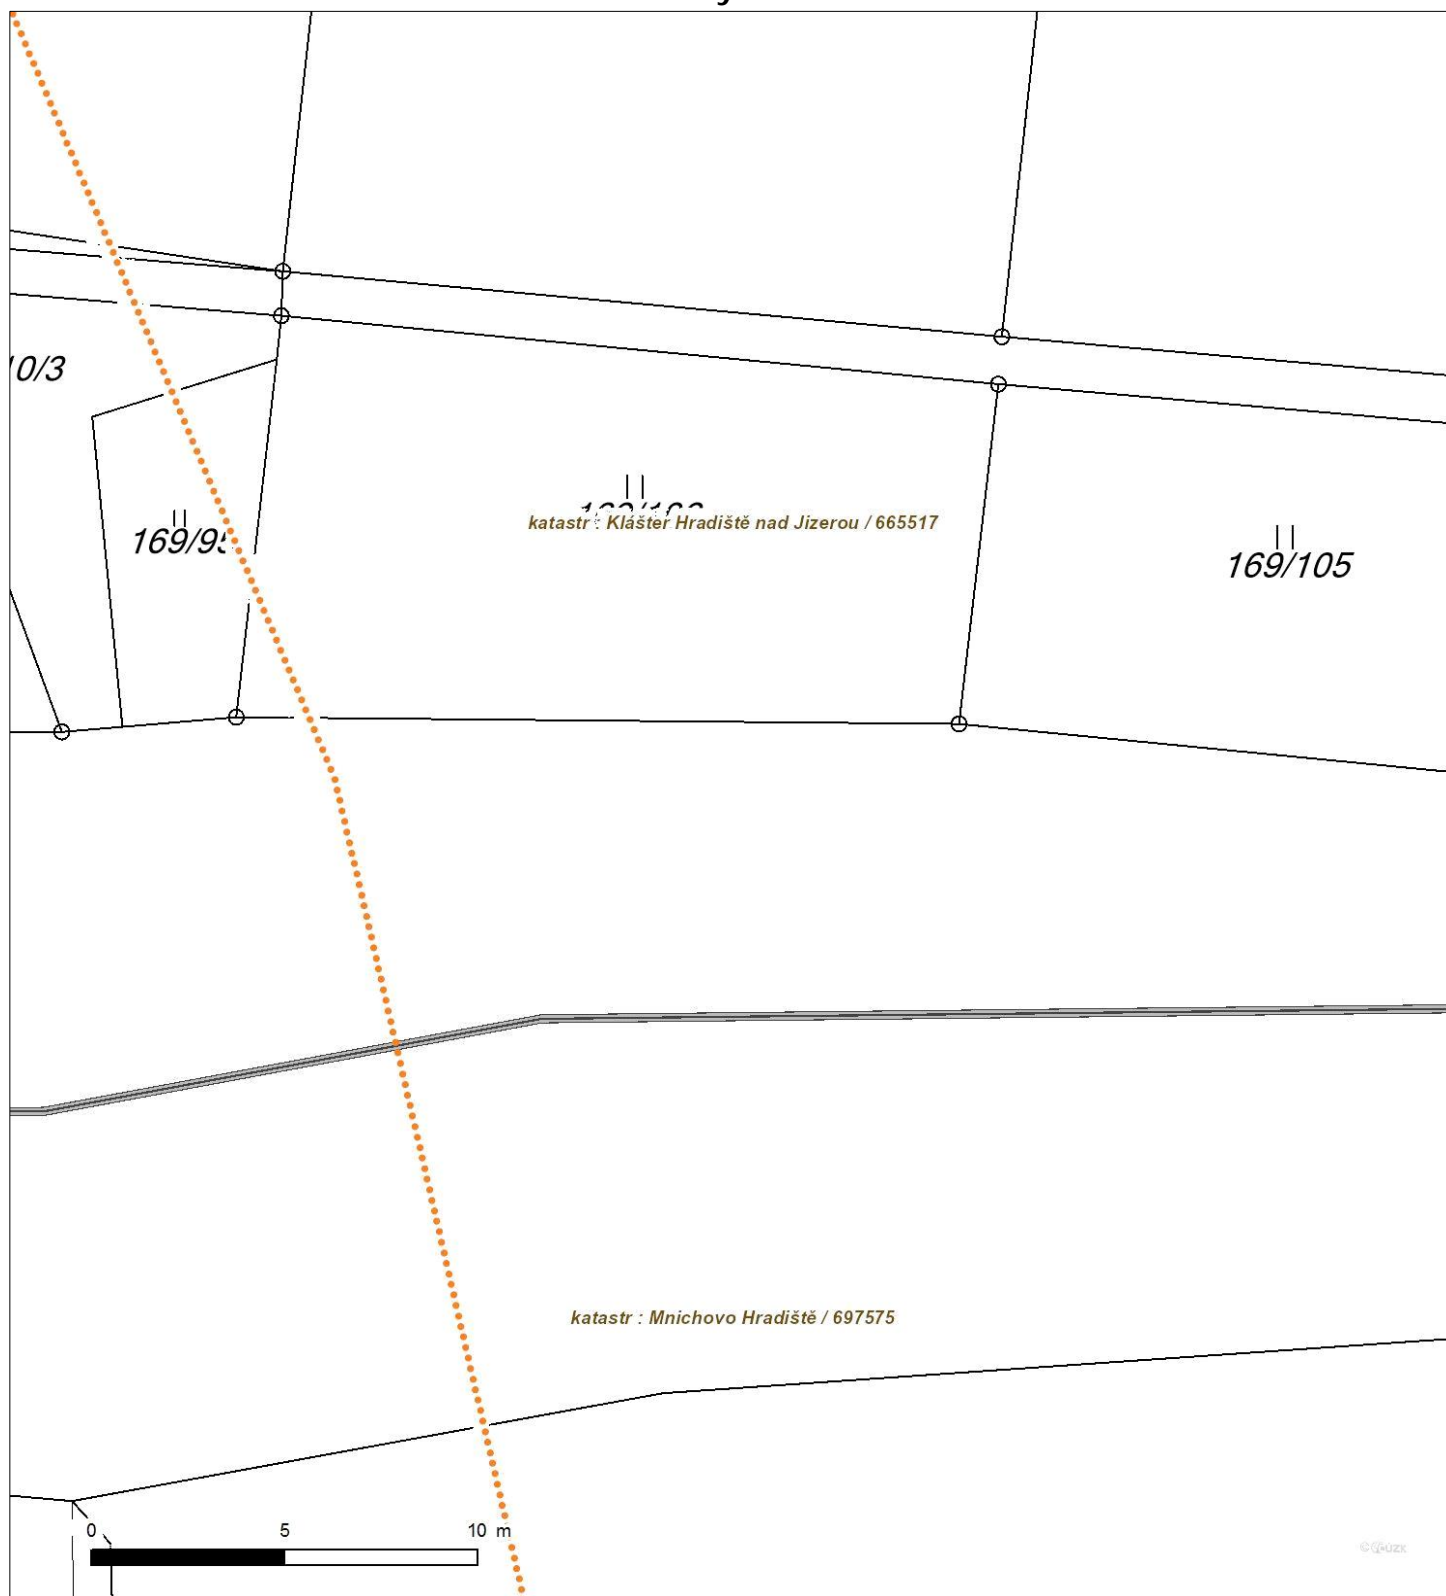 10/3
169/95
katastr : Klášter Hradiště nad Jizerou / 665517
169/105
katastr : Mnichovo Hradiště / 697575
0 5 10 m
© ČÚZK